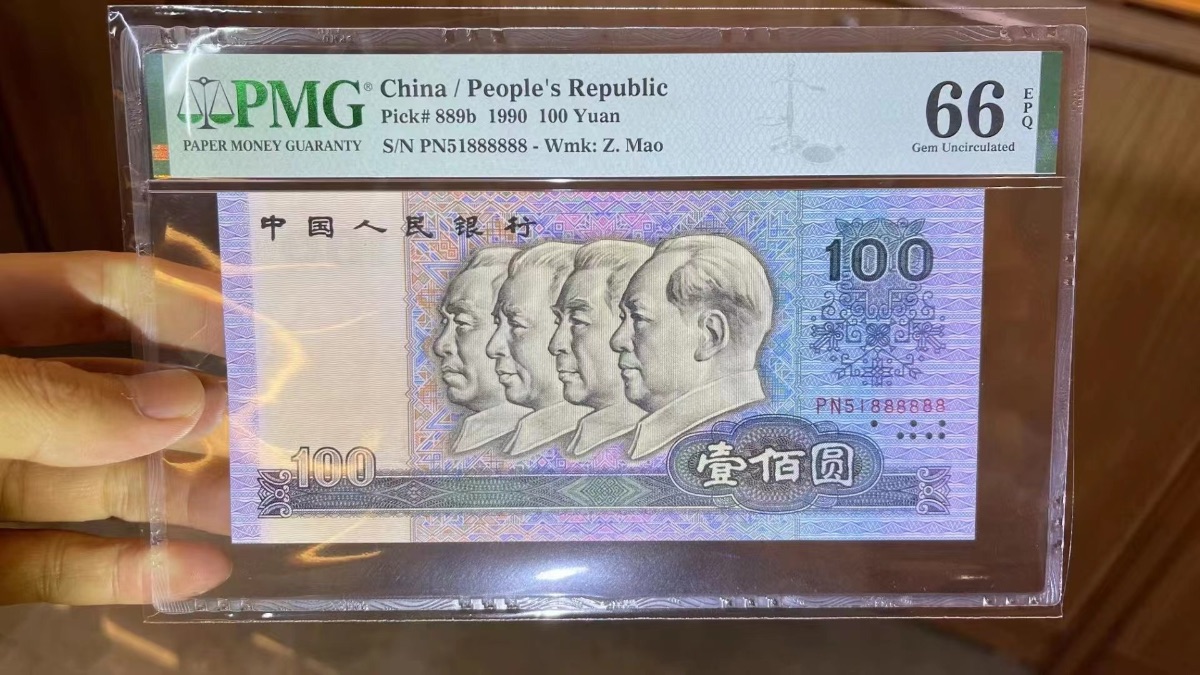 PMG®
PAPER MONEY GUARANTY
China / People's Republic
Pick# 889b 1990 100 Yuan
S/N PN51888888 - Wmk: Z. Mao
66
EPQ
Gem Uncirculated
中国人民银行
100
PN51888888
100
壹佰圆